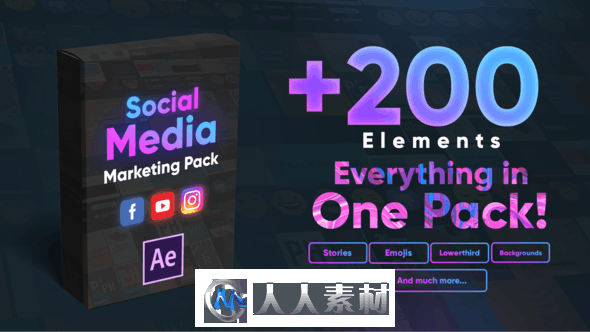 Social
Media
Marketing Pack
Ae
+200
Elements
Everything in
One Pack!
Stories
Emojis
Lowerthird
Backgrounds
And much more...
人人素材